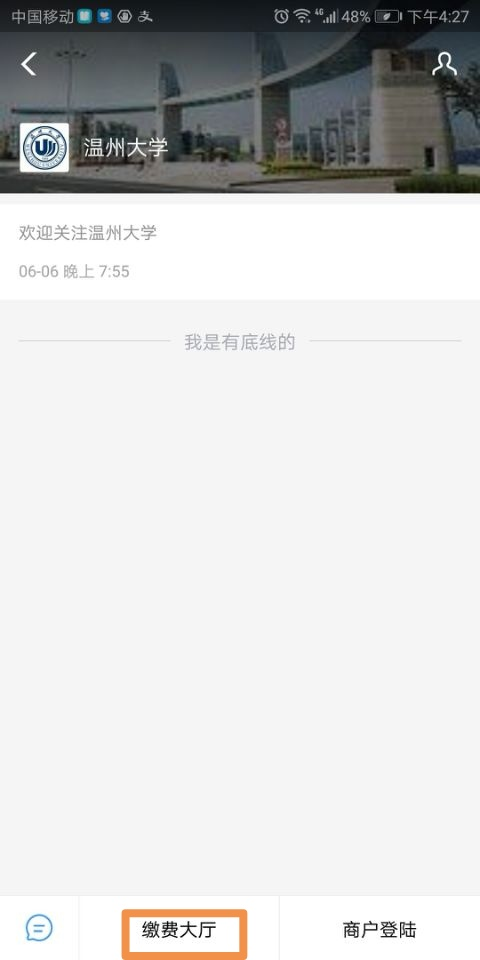 中国移动 4G 48% 下午4:27
温州大学
欢迎关注温州大学
06-06 晚上 7:55
我是有底线的
缴费大厅 商户登陆